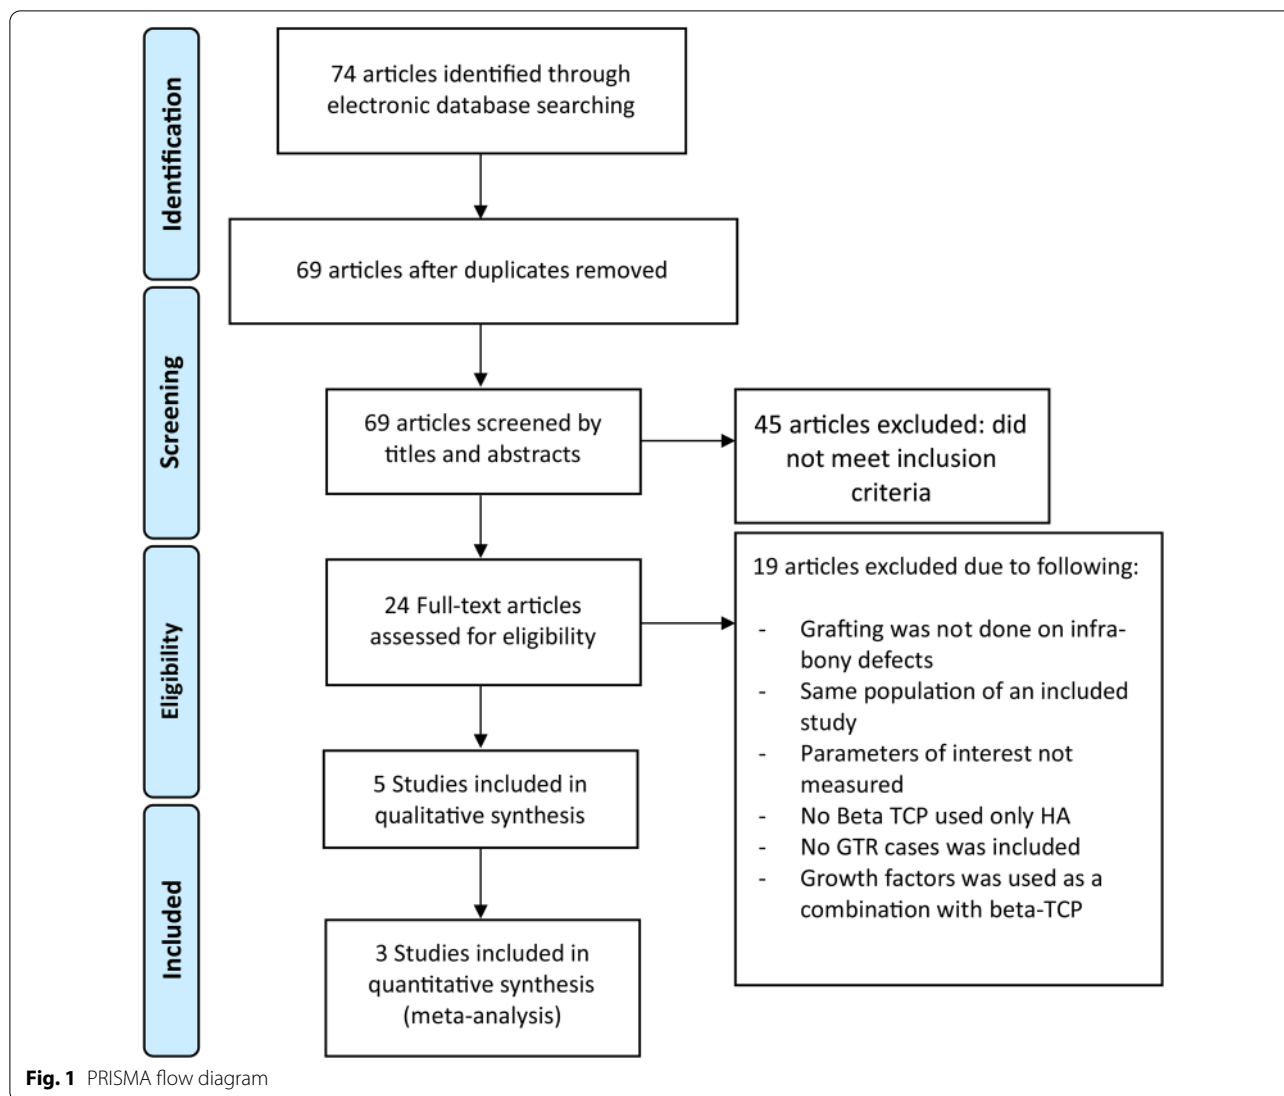 Identification
74 articles identified through
electronic database searching
69 articles after duplicates removed
Screening
69 articles screened by
titles and abstracts
45 articles excluded: did
not meet inclusion
criteria
Eligibility
24 Full-text articles
assessed for eligibility
19 articles excluded due to following:
- Grafting was not done on infra-
bony defects
- Same population of an included
study
- Parameters of interest not
measured
- No Beta TCP used only HA
- No GTR cases was included
- Growth factors was used as a
combination with beta-TCP
5 Studies included in
qualitative synthesis
Included
3 Studies included in
quantitative synthesis
(meta-analysis)
Fig. 1 PRISMA flow diagram